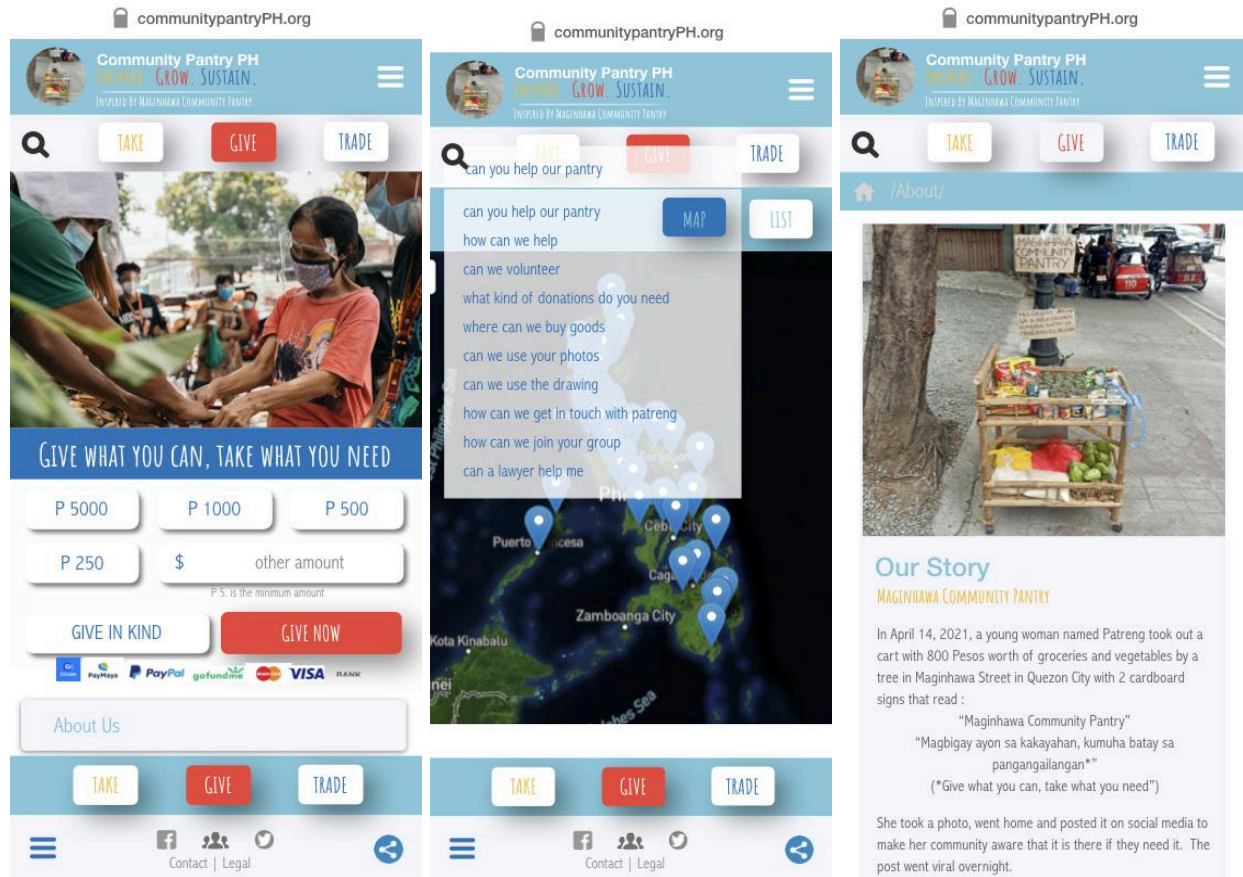 communitypantryPH.org
Community Pantry PH
INSPIRE. GROW. SUSTAIN.
INSPIRED BY MAGINHAWA COMMUNITY PANTRY
TAKE
GIVE
TRADE
GIVE WHAT YOU CAN, TAKE WHAT YOU NEED
P 5000
P 1000
P 500
P 250
$
other amount
P 5. is the minimum amount
GIVE IN KIND
GIVE NOW
PayMaya
PayPal
gofundme
VISA
BANK
About Us
TAKE
GIVE
TRADE
Contact | Legal
communitypantryPH.org
Community Pantry PH
INSPIRE. GROW. SUSTAIN.
INSPIRED BY MAGINHAWA COMMUNITY PANTRY
TAKE
GIVE
TRADE
can you help our pantry
MAP
LIST
can you help our pantry
how can we help
can we volunteer
what kind of donations do you need
where can we buy goods
can we use your photos
can we use the drawing
how can we get in touch with patreng
how can we join your group
can a lawyer help me
Cebu City
Puerto
Zamboanga City
Kota Kinabalu
TAKE
GIVE
TRADE
Contact | Legal
communitypantryPH.org
Community Pantry PH
INSPIRE. GROW. SUSTAIN.
INSPIRED BY MAGINHAWA COMMUNITY PANTRY
TAKE
GIVE
TRADE
/About/
MAGINHAWA
COMMUNITY
PANTRY
110
Our Story
MAGINHAWA COMMUNITY PANTRY
In April 14, 2021, a young woman named Patreng took out a
cart with 800 Pesos worth of groceries and vegetables by a
tree in Maginhawa Street in Quezon City with 2 cardboard
signs that read :
“Maginhawa Community Pantry”
“Magbigay ayon sa kakayahan, kumuha batay sa
pangangailangan*”
(*Give what you can, take what you need”)
She took a photo, went home and posted it on social media to
make her community aware that it is there if they need it. The
post went viral overnight.